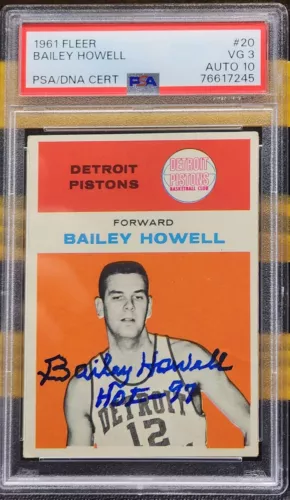 1961 FLEER #20
BAILEY HOWELL VG 3
AUTO 10
PSA/DNA CERT PSA 76617245
DETROIT
PISTONS
DETROIT
PISTONS
BASKETBALL CLUB
FORWARD
BAILEY HOWELL
Bailey Howell
HOF-97
DETROIT
12